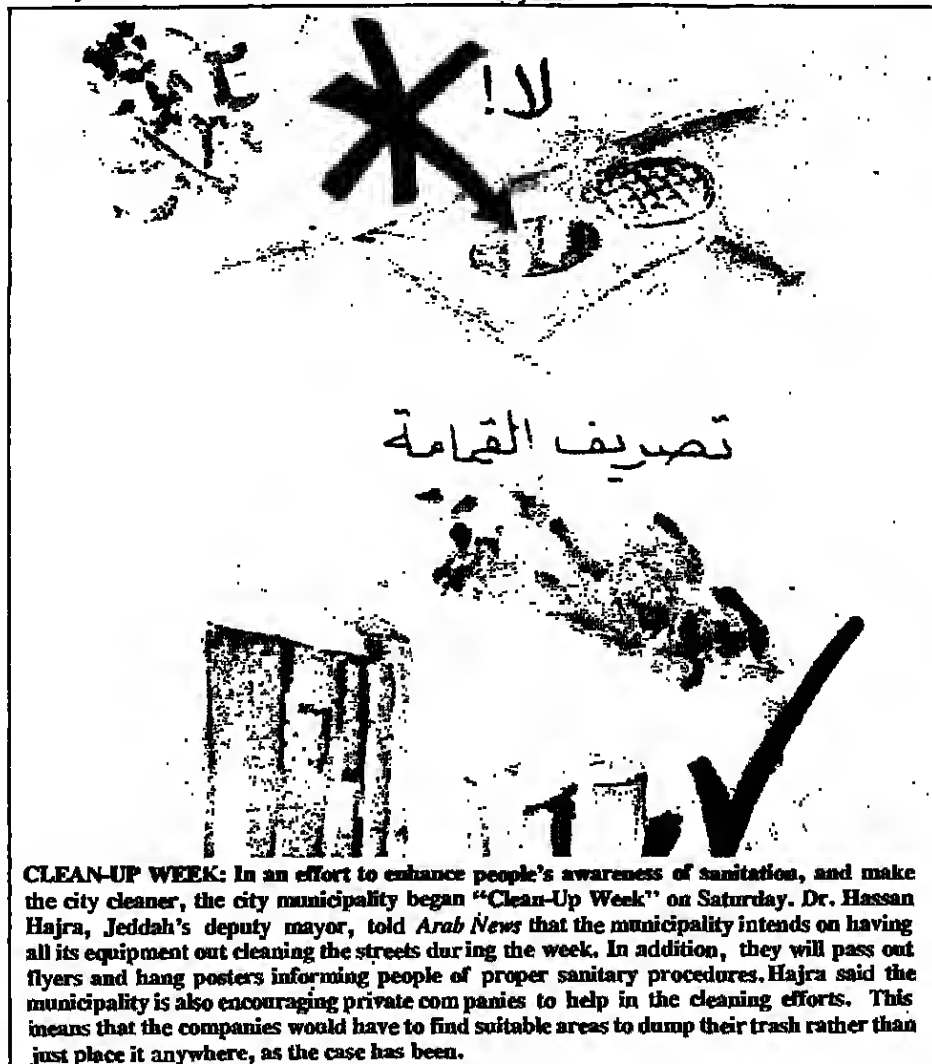 لا!
تصريف القمامة
CLEAN-UP WEEK: In an effort to enhance people's awareness of sanitation, and make
the city cleaner, the city municipality began "Clean-Up Week" on Saturday. Dr. Hassan
Hajra, Jeddah's deputy mayor, told Arab News that the municipality intends on having
all its equipment out cleaning the streets during the week. In addition, they will pass out
flyers and hang posters informing people of proper sanitary procedures. Hajra said the
municipality is also encouraging private companies to help in the cleaning efforts. This
means that the companies would have to find suitable areas to dump their trash rather than
just place it anywhere, as the case has been.